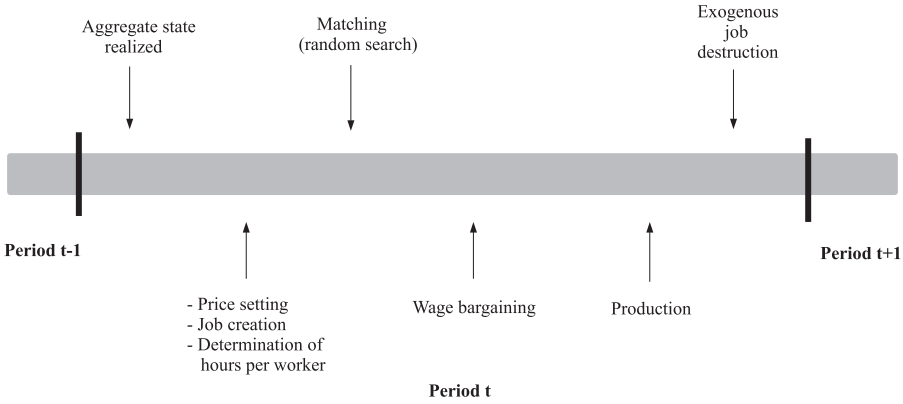 Aggregate state
realized
Matching
(random search)
Exogenous
job
destruction
Period t-1
Period t+1
- Price setting
- Job creation
- Determination of
hours per worker
Wage bargaining
Production
Period t